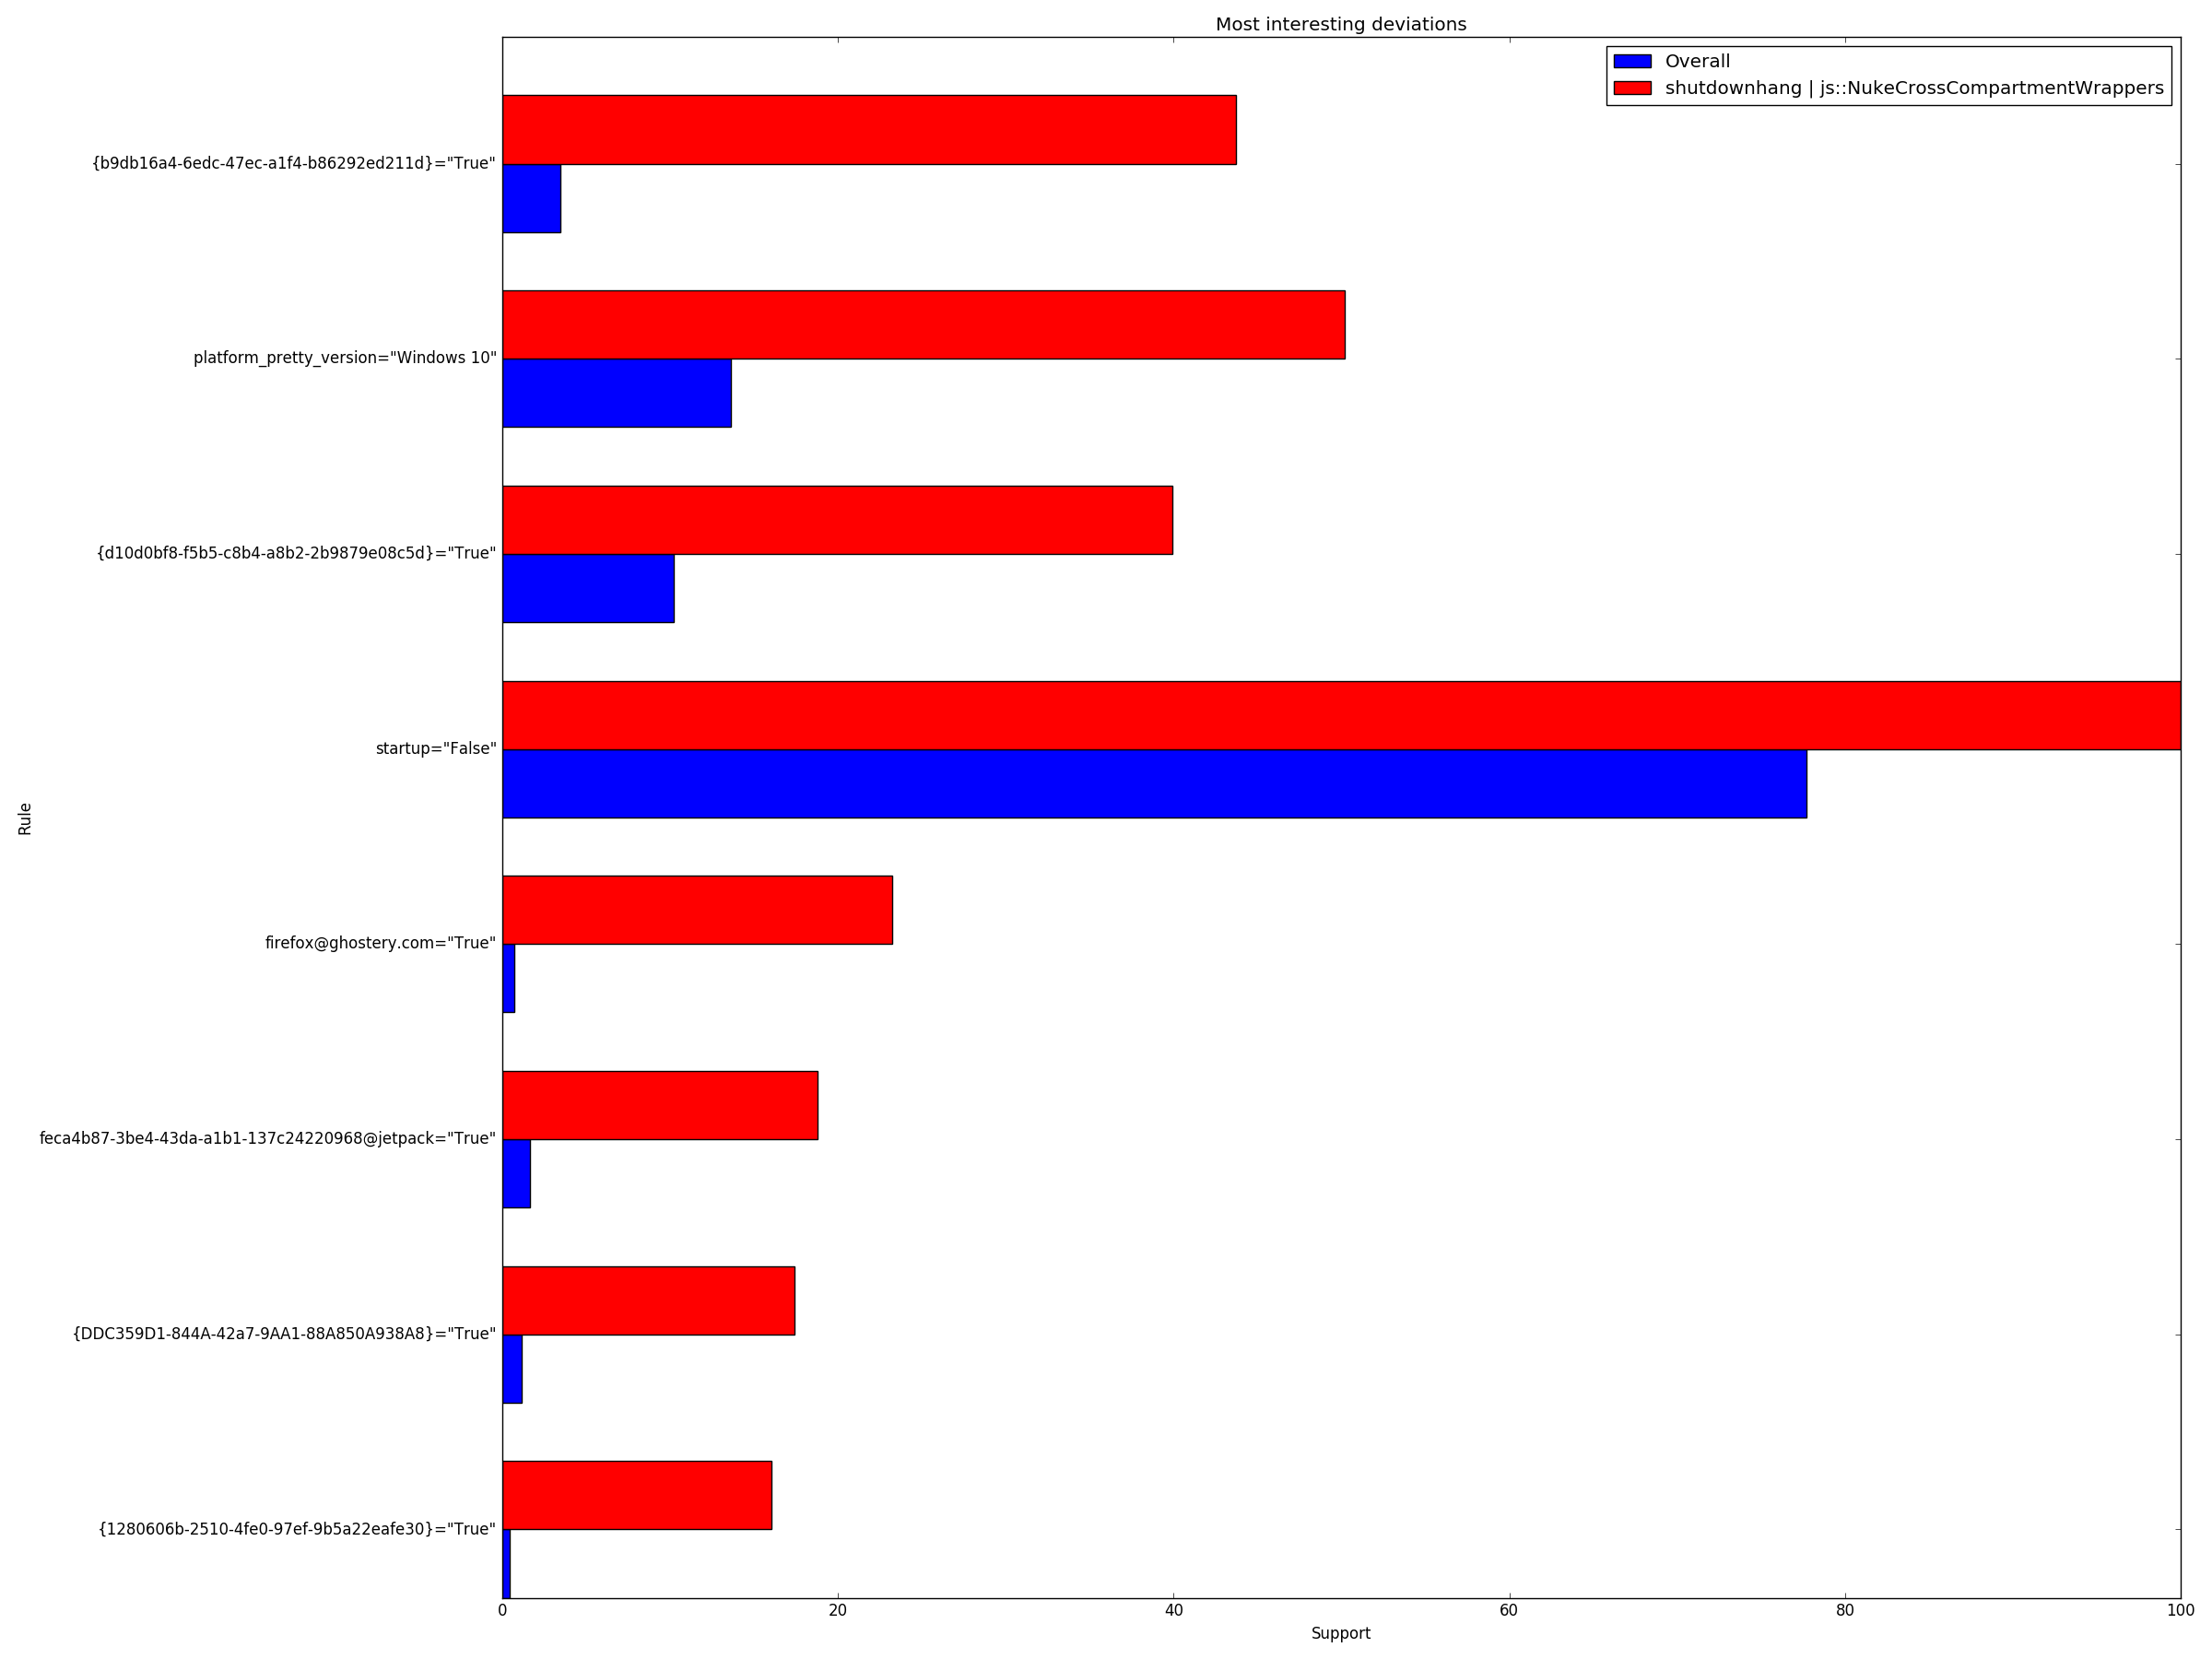 Most interesting deviations
Overall
shutdownhang | js::NukeCrossCompartmentWrappers
{b9db16a4-6edc-47ec-a1f4-b86292ed211d}="True"
platform_pretty_version="Windows 10"
{d10d0bf8-f5b5-c8b4-a8b2-2b9879e08c5d}="True"
startup="False"
Rule
firefox@ghostery.com="True"
feca4b87-3be4-43da-a1b1-137c24220968@jetpack="True"
{DDC359D1-844A-42a7-9AA1-88A850A938A8}="True"
{1280606b-2510-4fe0-97ef-9b5a22eafe30}="True"
0 20 40 60 80 100
Support